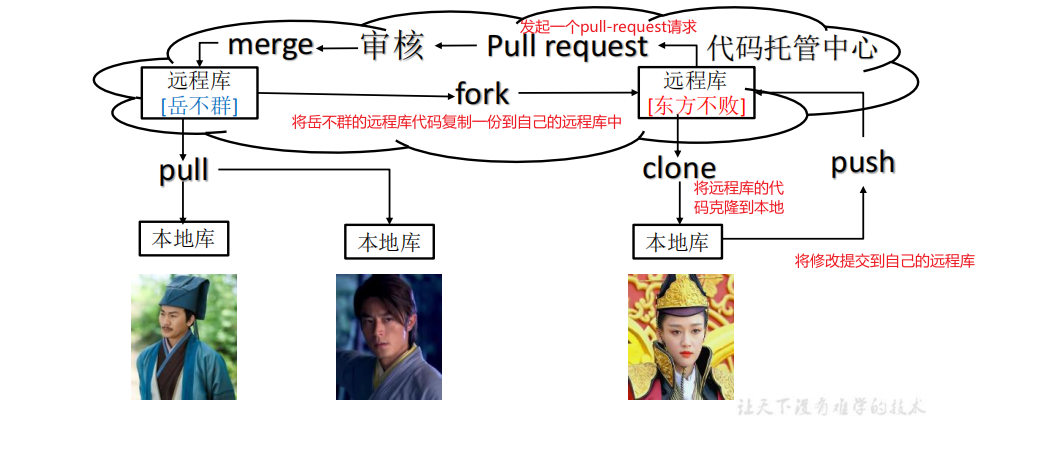 发起一个pull-request请求
merge
审核
Pull request
代码托管中心
远程库
[岳不群]
fork
远程库
[东方不败]
将岳不群的远程库代码复制一份到自己的远程库中
pull
clone
push
将远程库的代
码克隆到本地
本地库
本地库
本地库
将修改提交到自己的远程库
让天下没有难学的技术